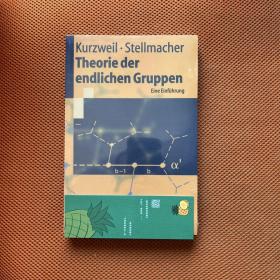 Kurzweil · Stellmacher
Theorie der
endlichen Gruppen
Eine Einführung
α'
b–1
b